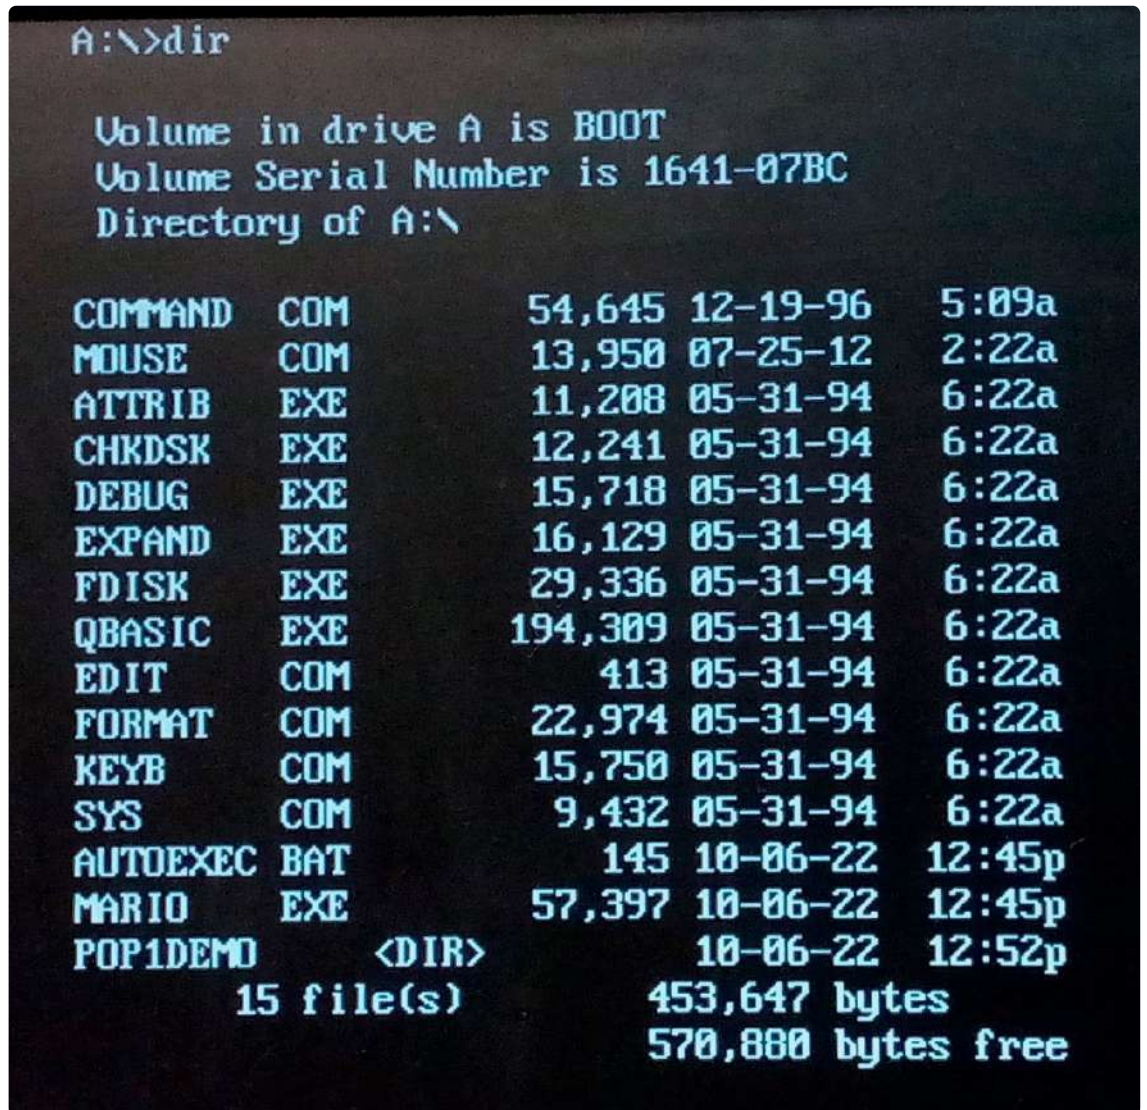 A:\>dir
Volume in drive A is BOOT
Volume Serial Number is 1641-07BC
Directory of A:\
COMMAND  COM        54,645 12-19-96   5:09a
MOUSE    COM        13,950 07-25-12   2:22a
ATTRIB   EXE        11,208 05-31-94   6:22a
CHKDSK   EXE        12,241 05-31-94   6:22a
DEBUG    EXE        15,718 05-31-94   6:22a
EXPAND   EXE        16,129 05-31-94   6:22a
FDISK    EXE        29,336 05-31-94   6:22a
QBASIC   EXE       194,309 05-31-94   6:22a
EDIT     COM           413 05-31-94   6:22a
FORMAT   COM        22,974 05-31-94   6:22a
KEYB     COM        15,750 05-31-94   6:22a
SYS      COM         9,432 05-31-94   6:22a
AUTOEXEC BAT           145 10-06-22  12:45p
MARIO    EXE        57,397 10-06-22  12:45p
POP1DEMO     <DIR>         10-06-22  12:52p
15 file(s)        453,647 bytes
570,880 bytes free